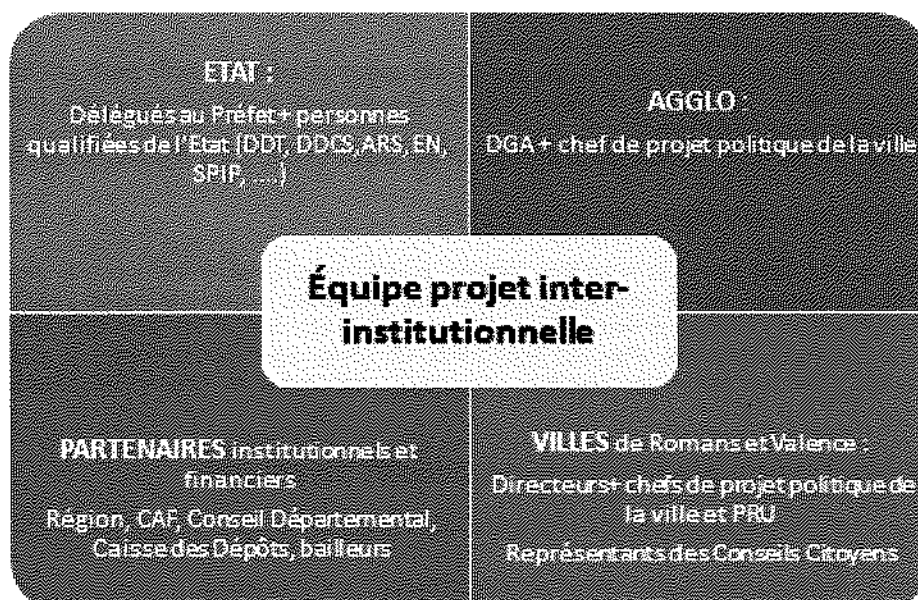 ETAT :
Délégués au Préfet + personnes
qualifiées de l'Etat (DDT, DDCS, ARS, EN,
SPIP, ....)
AGGLO :
DGA + chef de projet politique de la ville
Équipe projet inter-
institutionnelle
PARTENAIRES institutionnels et
financiers
Région, CAF, Conseil Départemental,
Caisse des Dépôts, bailleurs
VILLES de Romans et Valence :
Directeurs + chefs de projet politique de
la ville et PRU
Représentants des Conseils Citoyens